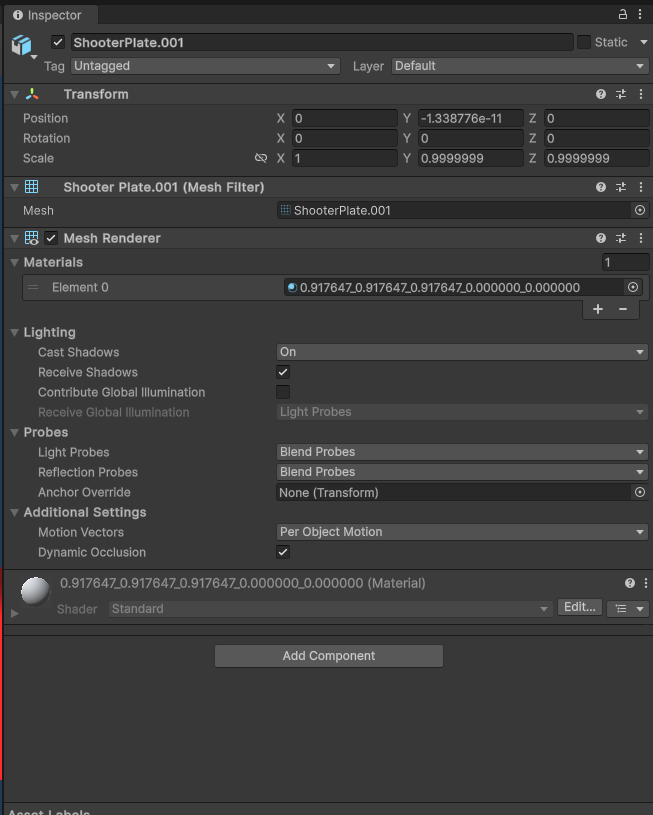 Inspector
ShooterPlate.001 Static
Tag Untagged Layer Default
Transform
Position X 0 Y -1.338776e-11 Z 0
Rotation X 0 Y 0 Z 0
Scale X 1 Y 0.9999999 Z 0.9999999
Shooter Plate.001 (Mesh Filter)
Mesh ShooterPlate.001
Mesh Renderer
Materials 1
Element 0 0.917647_0.917647_0.917647_0.000000_0.000000
+ −
Lighting
Cast Shadows On
Receive Shadows
Contribute Global Illumination
Receive Global Illumination Light Probes
Probes
Light Probes Blend Probes
Reflection Probes Blend Probes
Anchor Override None (Transform)
Additional Settings
Motion Vectors Per Object Motion
Dynamic Occlusion
0.917647_0.917647_0.917647_0.000000_0.000000 (Material)
Shader Standard Edit...
Add Component
Asset Labels